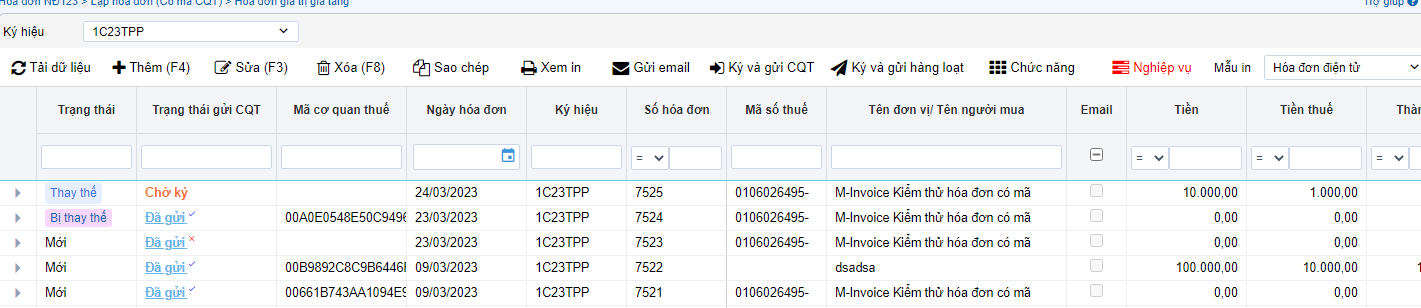 Hóa đơn NĐ123 > Lập hóa đơn (Có mã CQT) > Hóa đơn giá trị gia tăng Trợ giúp
Ký hiệu 1C23TPP
Tải dữ liệu Thêm (F4) Sửa (F3) Xóa (F8) Sao chép Xem in Gửi email Ký và gửi CQT Ký và gửi hàng loạt Chức năng Nghiệp vụ Mẫu in Hóa đơn điện tử
Trạng thái Trạng thái gửi CQT Mã cơ quan thuế Ngày hóa đơn Ký hiệu Số hóa đơn Mã số thuế Tên đơn vị/ Tên người mua Email Tiền Tiền thuế Thàn
= = = =
Thay thế Chờ ký 24/03/2023 1C23TPP 7525 0106026495- M-Invoice Kiểm thử hóa đơn có mã 10.000,00 1.000,00
Bị thay thế Đã gửi 00A0E0548E50C9496 23/03/2023 1C23TPP 7524 0106026495- M-Invoice Kiểm thử hóa đơn có mã 0,00 0,00
Mới Đã gửi 23/03/2023 1C23TPP 7523 0106026495- M-Invoice Kiểm thử hóa đơn có mã 0,00 0,00
Mới Đã gửi 00B9892C8C9B6446 09/03/2023 1C23TPP 7522 dsadsa 100.000,00 10.000,00 1
Mới Đã gửi 00661B743AA1094E9 09/03/2023 1C23TPP 7521 0106026495- M-Invoice Kiểm thử hóa đơn có mã 0,00 0,00